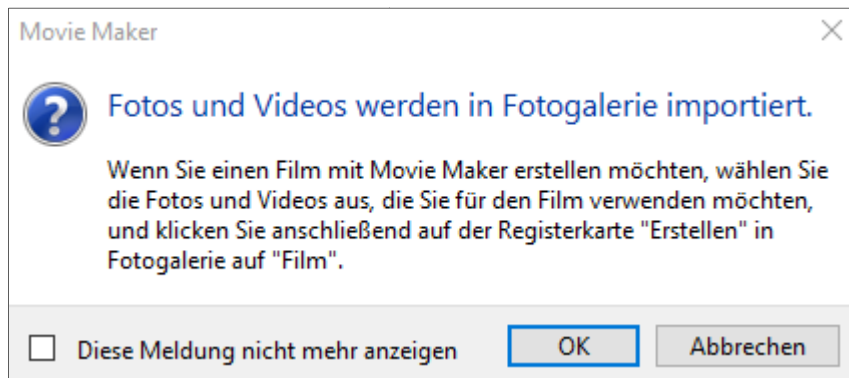 Movie Maker
Fotos und Videos werden in Fotogalerie importiert.
Wenn Sie einen Film mit Movie Maker erstellen möchten, wählen Sie
die Fotos und Videos aus, die Sie für den Film verwenden möchten,
und klicken Sie anschließend auf der Registerkarte "Erstellen" in
Fotogalerie auf "Film".
Diese Meldung nicht mehr anzeigen
OK
Abbrechen